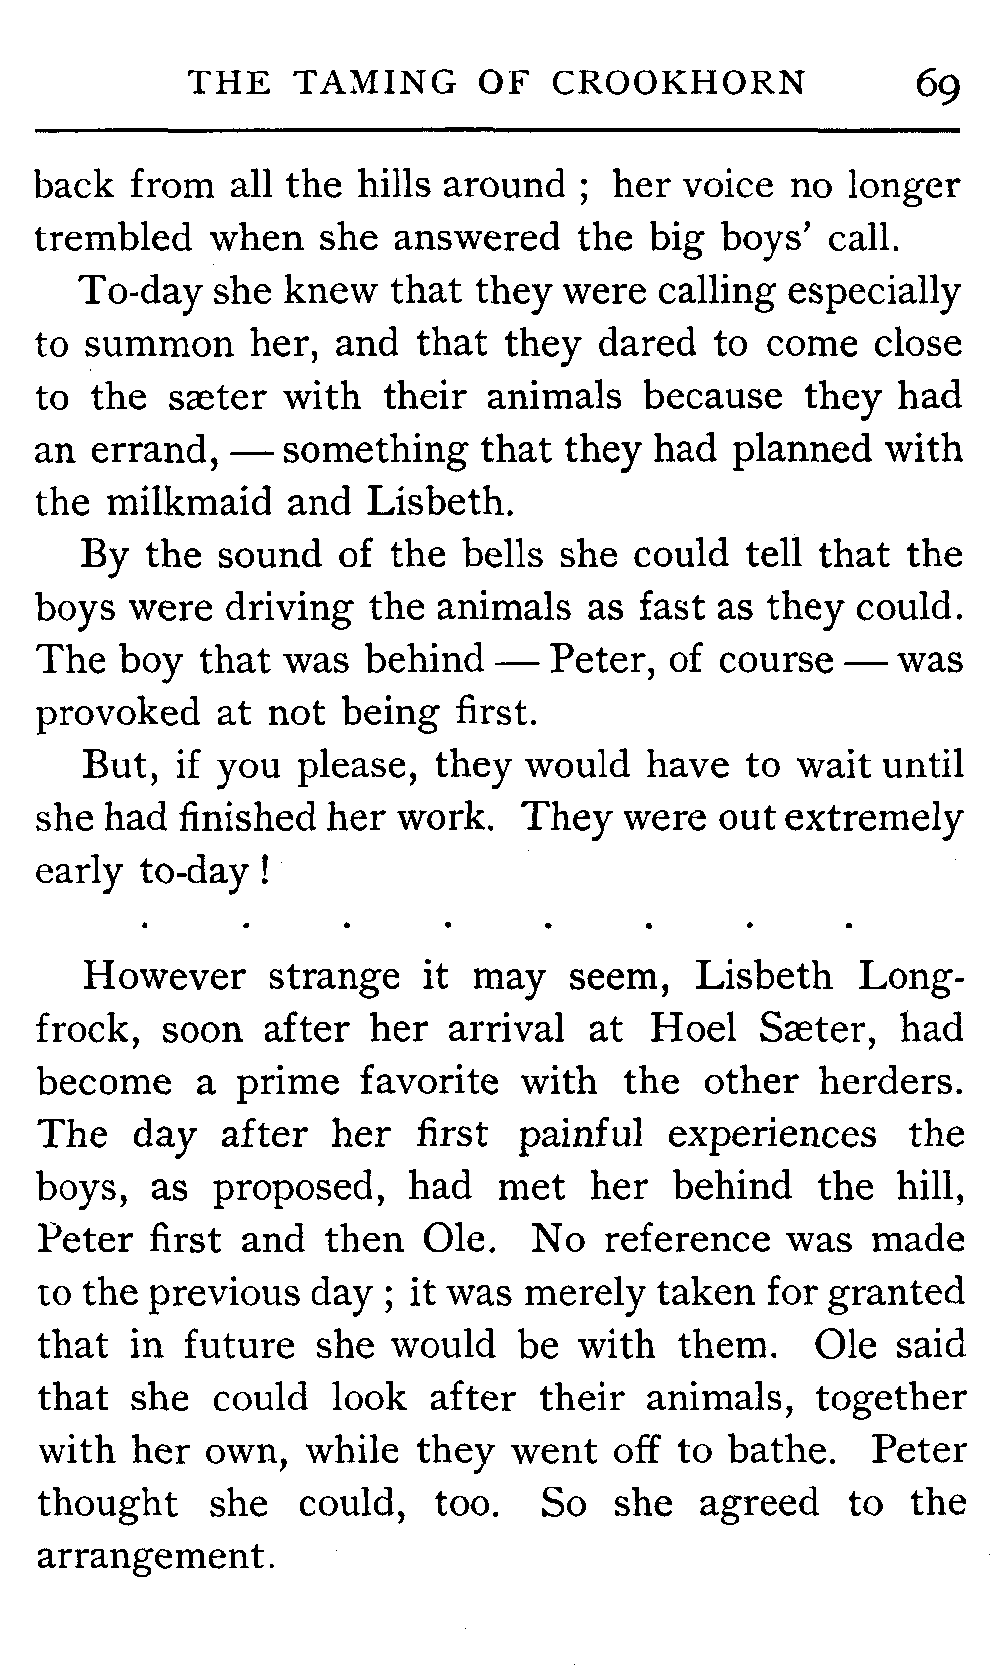 THE TAMING OF CROOKHORN 69
back from all the hills around ; her voice no longer
trembled when she answered the big boys' call.
To-day she knew that they were calling especially
to summon her, and that they dared to come close
to the sæter with their animals because they had
an errand, — something that they had planned with
the milkmaid and Lisbeth.
By the sound of the bells she could tell that the
boys were driving the animals as fast as they could.
The boy that was behind — Peter, of course — was
provoked at not being first.
But, if you please, they would have to wait until
she had finished her work. They were out extremely
early to-day !
. . . . . . . .
However strange it may seem, Lisbeth Long-
frock, soon after her arrival at Hoel Sæter, had
become a prime favorite with the other herders.
The day after her first painful experiences the
boys, as proposed, had met her behind the hill,
Peter first and then Ole. No reference was made
to the previous day ; it was merely taken for granted
that in future she would be with them. Ole said
that she could look after their animals, together
with her own, while they went off to bathe. Peter
thought she could, too. So she agreed to the
arrangement.